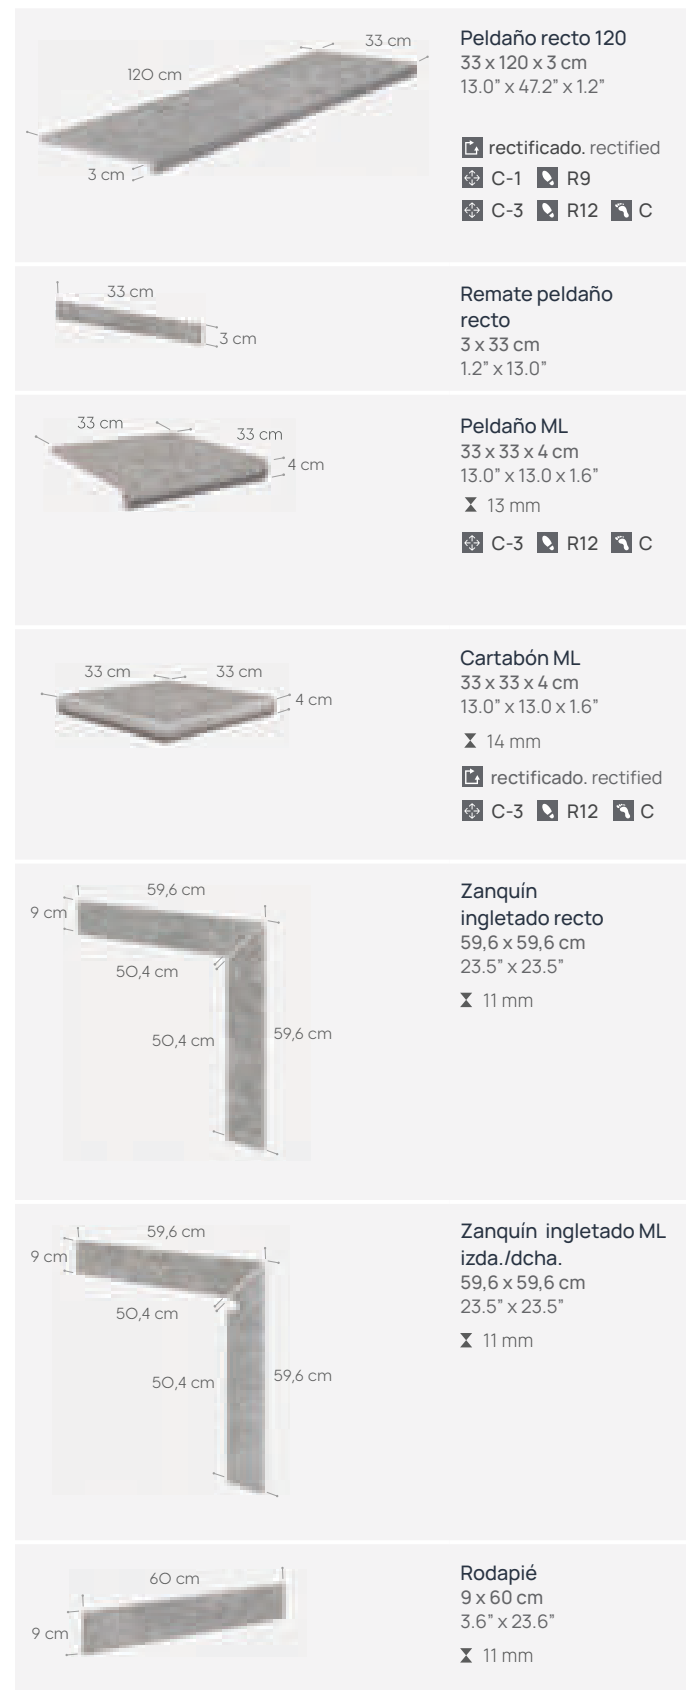 33 cm
120 cm
3 cm
Peldaño recto 120
33 x 120 x 3 cm
13.0” x 47.2” x 1.2”
rectificado. rectified
C-1 R9
C-3 R12 C
33 cm
3 cm
Remate peldaño
recto
3 x 33 cm
1.2” x 13.0”
33 cm
33 cm
4 cm
Peldaño ML
33 x 33 x 4 cm
13.0” x 13.0 x 1.6”
13 mm
C-3 R12 C
33 cm 33 cm
4 cm
Cartabón ML
33 x 33 x 4 cm
13.0” x 13.0 x 1.6”
14 mm
rectificado. rectified
C-3 R12 C
59,6 cm
9 cm
50,4 cm
50,4 cm
59,6 cm
Zanquín
ingletado recto
59,6 x 59,6 cm
23.5” x 23.5”
11 mm
59,6 cm
9 cm
50,4 cm
50,4 cm
59,6 cm
Zanquín  ingletado ML
izda./dcha.
59,6 x 59,6 cm
23.5” x 23.5”
11 mm
60 cm
9 cm
Rodapié
9 x 60 cm
3.6” x 23.6”
11 mm